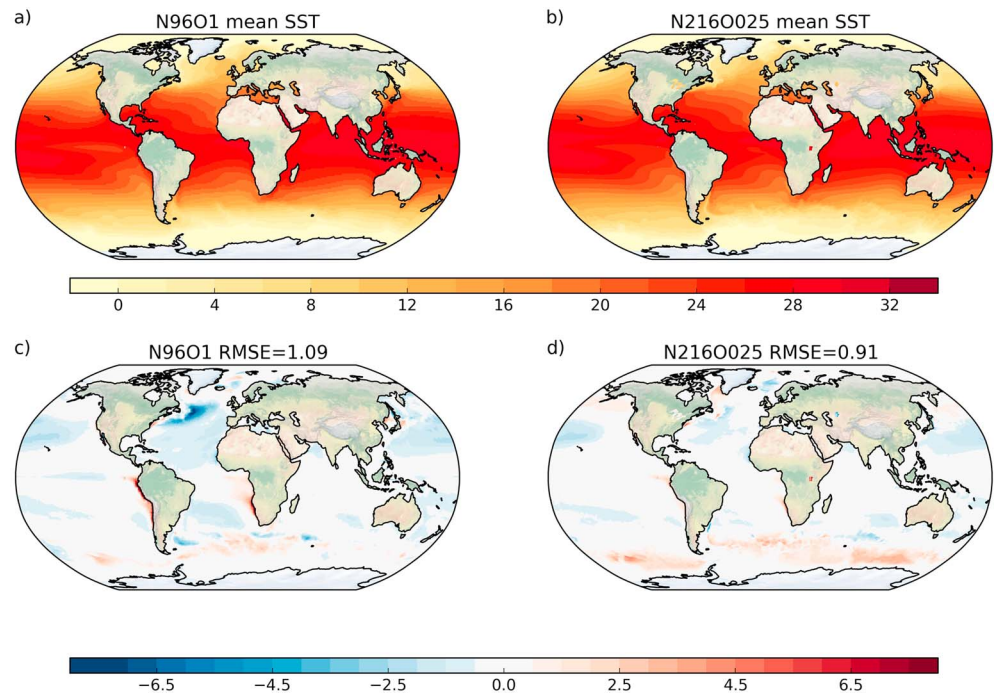 a)
N96O1 mean SST
b)
N216O025 mean SST
0 4 8 12 16 20 24 28 32
c)
N96O1 RMSE=1.09
d)
N216O025 RMSE=0.91
−6.5 −4.5 −2.5 0.0 2.5 4.5 6.5